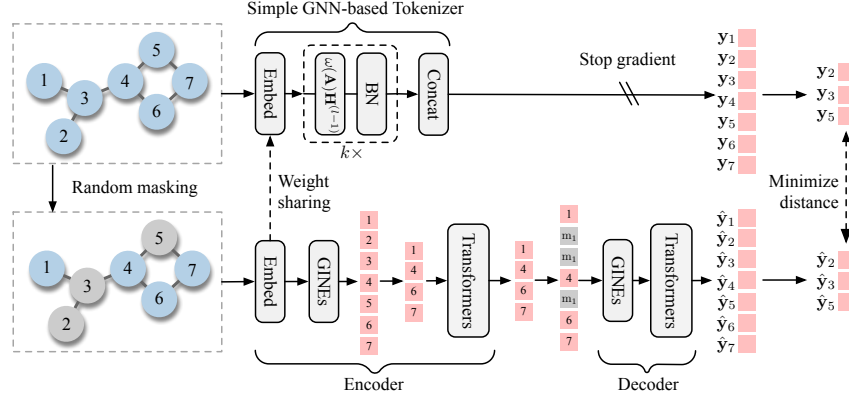 Simple GNN-based Tokenizer
1
2
3
4
5
6
7
Embed
ω(A)H^(l−1)
BN
Concat
k×
Stop gradient
y1
y2
y3
y4
y5
y6
y7
y2
y3
y5
Random masking
Weight
sharing
Minimize
distance
1
2
3
4
5
6
7
Embed
GINEs
1
2
3
4
5
6
7
1
4
6
7
Transformers
1
4
6
7
1
m1
m1
4
m1
6
7
GINEs
Transformers
ŷ1
ŷ2
ŷ3
ŷ4
ŷ5
ŷ6
ŷ7
ŷ2
ŷ3
ŷ5
Encoder
Decoder